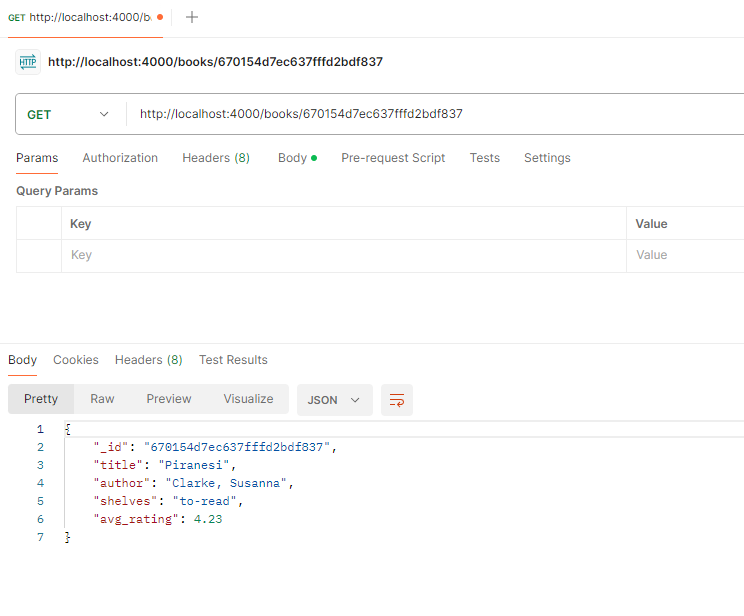 GET http://localhost:4000/b
HTTP http://localhost:4000/books/670154d7ec637fffd2bdf837
GET http://localhost:4000/books/670154d7ec637fffd2bdf837
Params Authorization Headers (8) Body Pre-request Script Tests Settings
Query Params
Key Value
Key Value
Body Cookies Headers (8) Test Results
Pretty Raw Preview Visualize JSON
1 {
2 "_id": "670154d7ec637fffd2bdf837",
3 "title": "Piranesi",
4 "author": "Clarke, Susanna",
5 "shelves": "to-read",
6 "avg_rating": 4.23
7 }